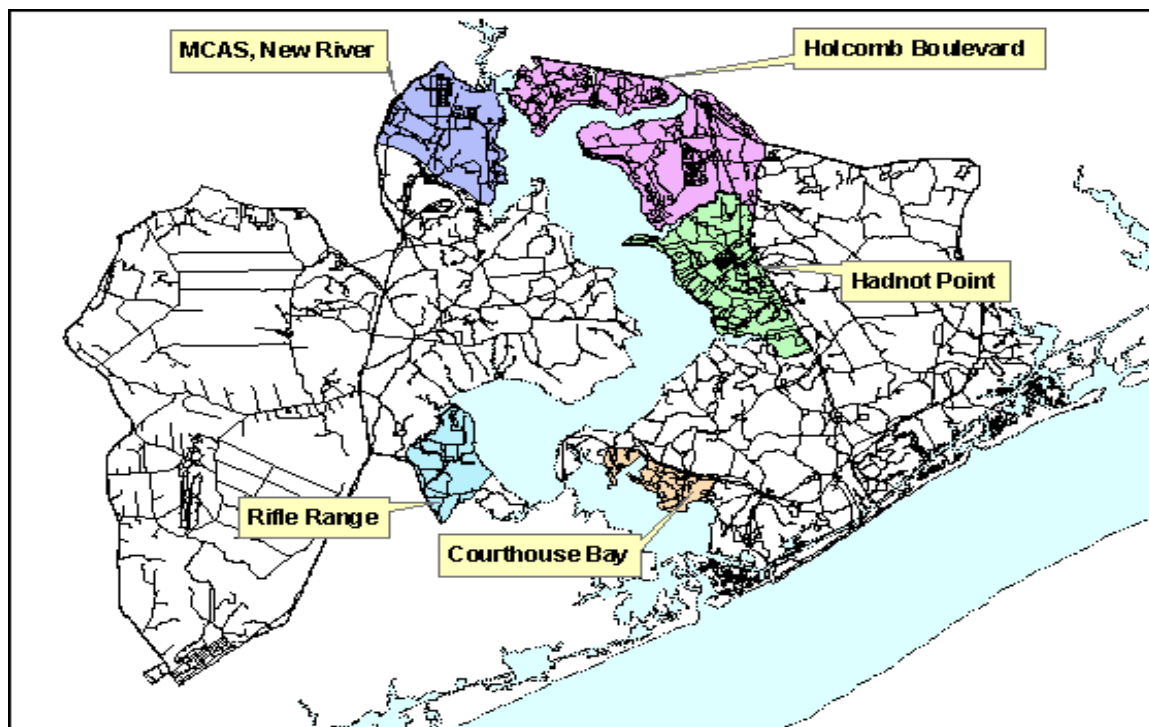 MCAS, New River
Holcomb Boulevard
Hadnot Point
Rifle Range
Courthouse Bay